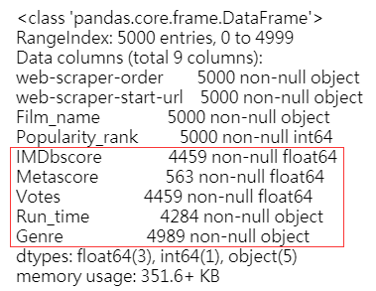 <class 'pandas.core.frame.DataFrame'>
RangeIndex: 5000 entries, 0 to 4999
Data columns (total 9 columns):
web-scraper-order 5000 non-null object
web-scraper-start-url 5000 non-null object
Film_name 5000 non-null object
Popularity_rank 5000 non-null int64
IMDbscore 4459 non-null float64
Metascore 563 non-null float64
Votes 4459 non-null float64
Run_time 4284 non-null object
Genre 4989 non-null object
dtypes: float64(3), int64(1), object(5)
memory usage: 351.6+ KB